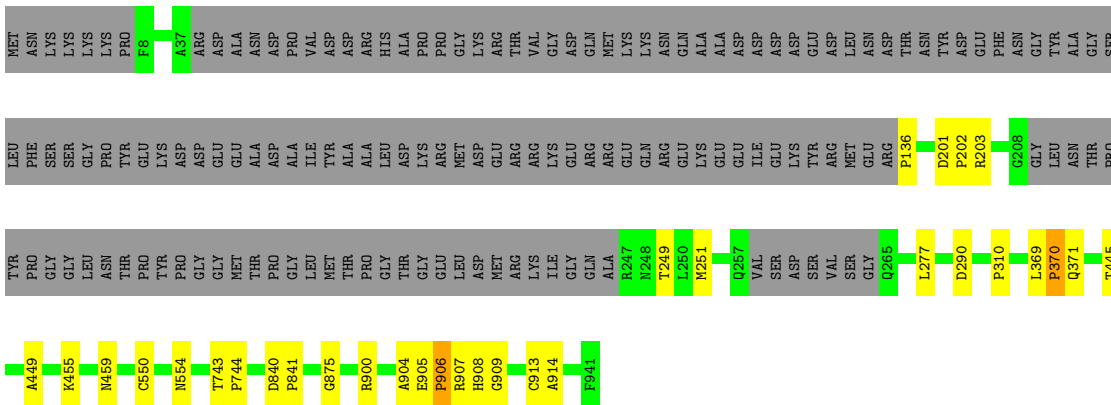 MET ASN LYS LYS LYS LYS PRO F8 A37 ARG ASP ALA ASN ASP PRO VAL ASP ASP ARG HIS ALA PRO PRO GLY LYS ARG THR VAL GLY ASP GLN MET LYS LYS ASN GLN ALA ALA ASP ASP ASP ASP GLU ASP LEU ASN ASP THR ASN TYR ASP GLU PHE ASN GLY TYR ALA GLY SER
LEU PHE SER SER GLY PRO TYR GLU LYS ASP ASP GLU GLU ALA ASP ALA ILE TYR ALA ALA LEU ASP LYS ARG MET ASP GLU ARG ARG LYS GLU ARG ARG GLU GLN ARG GLU LYS GLU GLU ILE GLU LYS TYR ARG MET GLU ARG P136 D201 P202 R203 G208 GLY LEU ASN THR PRO
TYR PRO GLY GLY LEU ASN THR PRO TYR PRO GLY GLY MET THR PRO GLY LEU MET THR PRO GLY THR GLY GLU LEU ASP MET ARG LYS ILE GLY GLN ALA R247 N248 T249 L250 M251 Q257 VAL SER ASP SER VAL SER GLY Q265 L277 D290 P310 L369 P370 Q371 T445
A449 K455 N459 C550 N554 T743 P744 D840 P841 G875 R900 A904 E905 P906 R907 H908 G909 C913 A914 F941